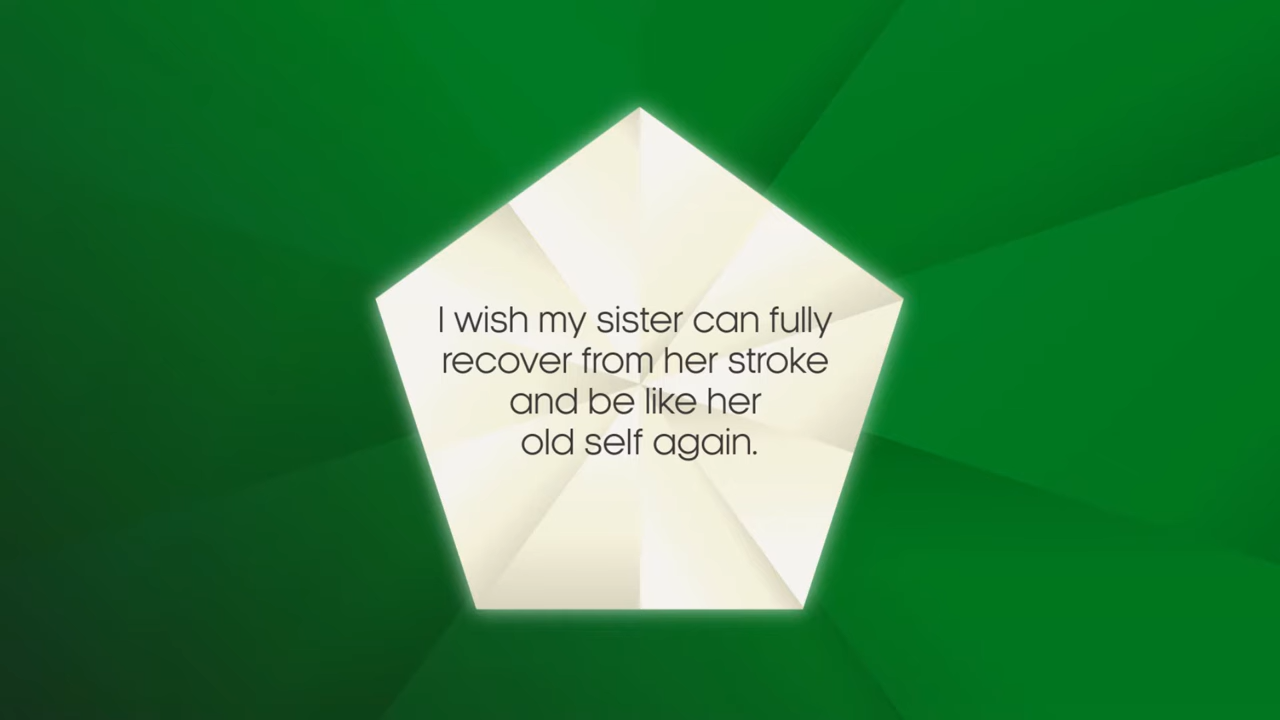 I wish my sister can fully
recover from her stroke
and be like her
old self again.